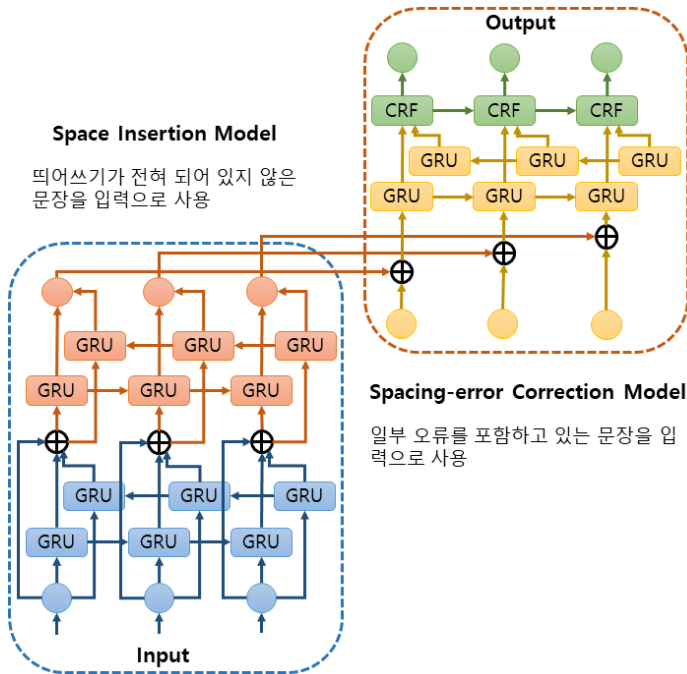 Output
CRF CRF CRF
GRU GRU GRU
GRU GRU GRU
Space Insertion Model
띄어쓰기가 전혀 되어 있지 않은
문장을 입력으로 사용
GRU GRU GRU
GRU GRU GRU
GRU GRU GRU
GRU GRU GRU
Input
Spacing-error Correction Model
일부 오류를 포함하고 있는 문장을 입
력으로 사용